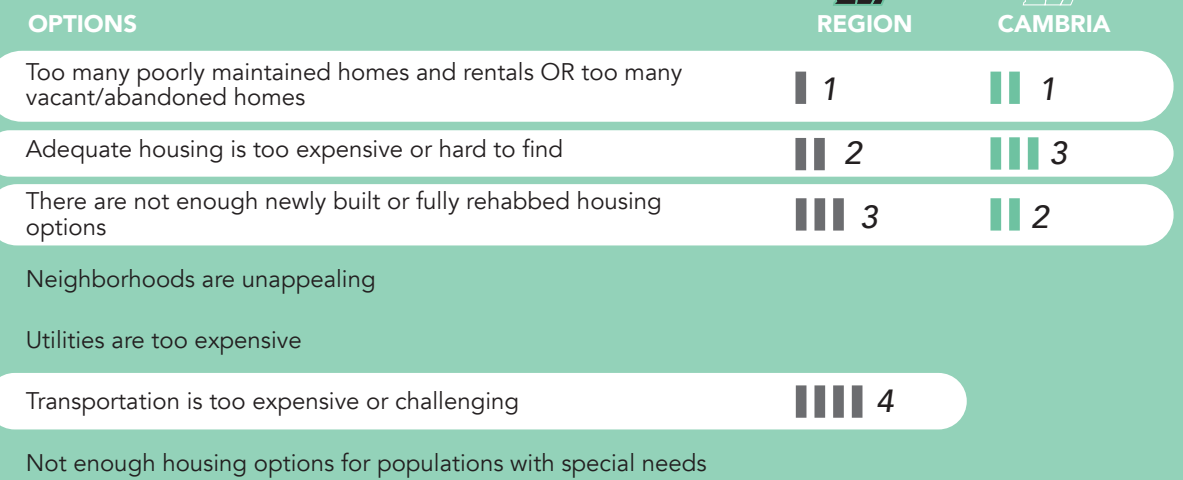 OPTIONS REGION CAMBRIA
Too many poorly maintained homes and rentals OR too many
vacant/abandoned homes 1 1
Adequate housing is too expensive or hard to find 2 3
There are not enough newly built or fully rehabbed housing
options 3 2
Neighborhoods are unappealing
Utilities are too expensive
Transportation is too expensive or challenging 4
Not enough housing options for populations with special needs